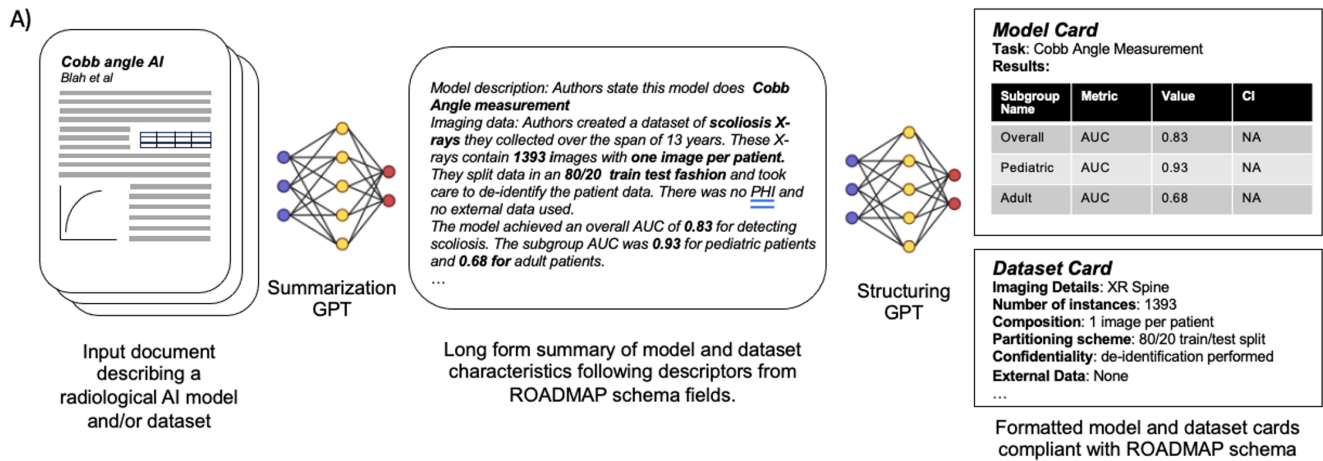 A)
Cobb angle AI
Blah et al
Summarization
GPT
Input document
describing a
radiological AI model
and/or dataset
Model description: Authors state this model does Cobb
Angle measurement
Imaging data: Authors created a dataset of scoliosis X-
rays they collected over the span of 13 years. These X-
rays contain 1393 images with one image per patient.
They split data in an 80/20 train test fashion and took
care to de-identify the patient data. There was no PHI and
no external data used.
The model achieved an overall AUC of 0.83 for detecting
scoliosis. The subgroup AUC was 0.93 for pediatric patients
and 0.68 for adult patients.
…
Long form summary of model and dataset
characteristics following descriptors from
ROADMAP schema fields.
Structuring
GPT
Model Card
Task: Cobb Angle Measurement
Results:
Subgroup Name Metric Value CI
Overall AUC 0.83 NA
Pediatric AUC 0.93 NA
Adult AUC 0.68 NA
Dataset Card
Imaging Details: XR Spine
Number of instances: 1393
Composition: 1 image per patient
Partitioning scheme: 80/20 train/test split
Confidentiality: de-identification performed
External Data: None
…
Formatted model and dataset cards
compliant with ROADMAP schema